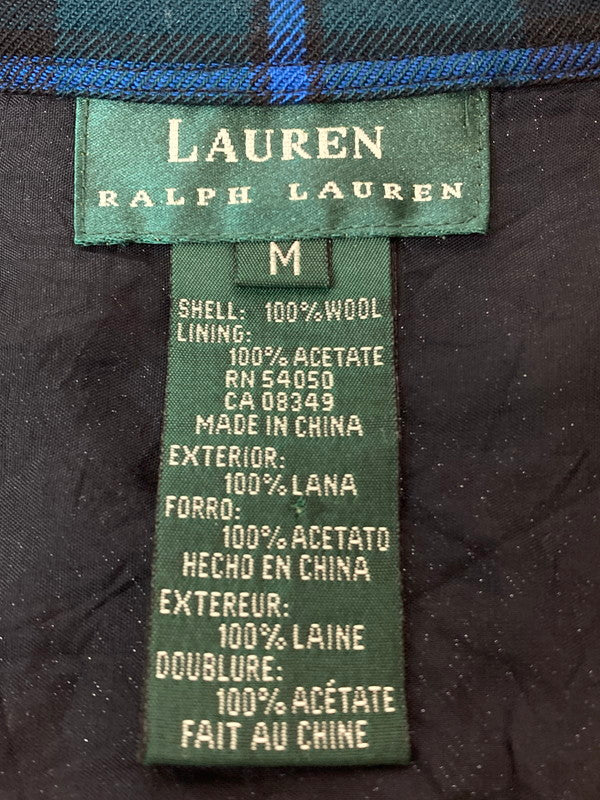 LAUREN
RALPH LAUREN
M
SHELL: 100% WOOL
LINING:
100% ACETATE
RN 54050
CA 08349
MADE IN CHINA
EXTERIOR:
100% LANA
FORRO:
100% ACETATO
HECHO EN CHINA
EXTEREUR:
100% LAINE
DOUBLURE:
100% ACÉTATE
FAIT AU CHINE